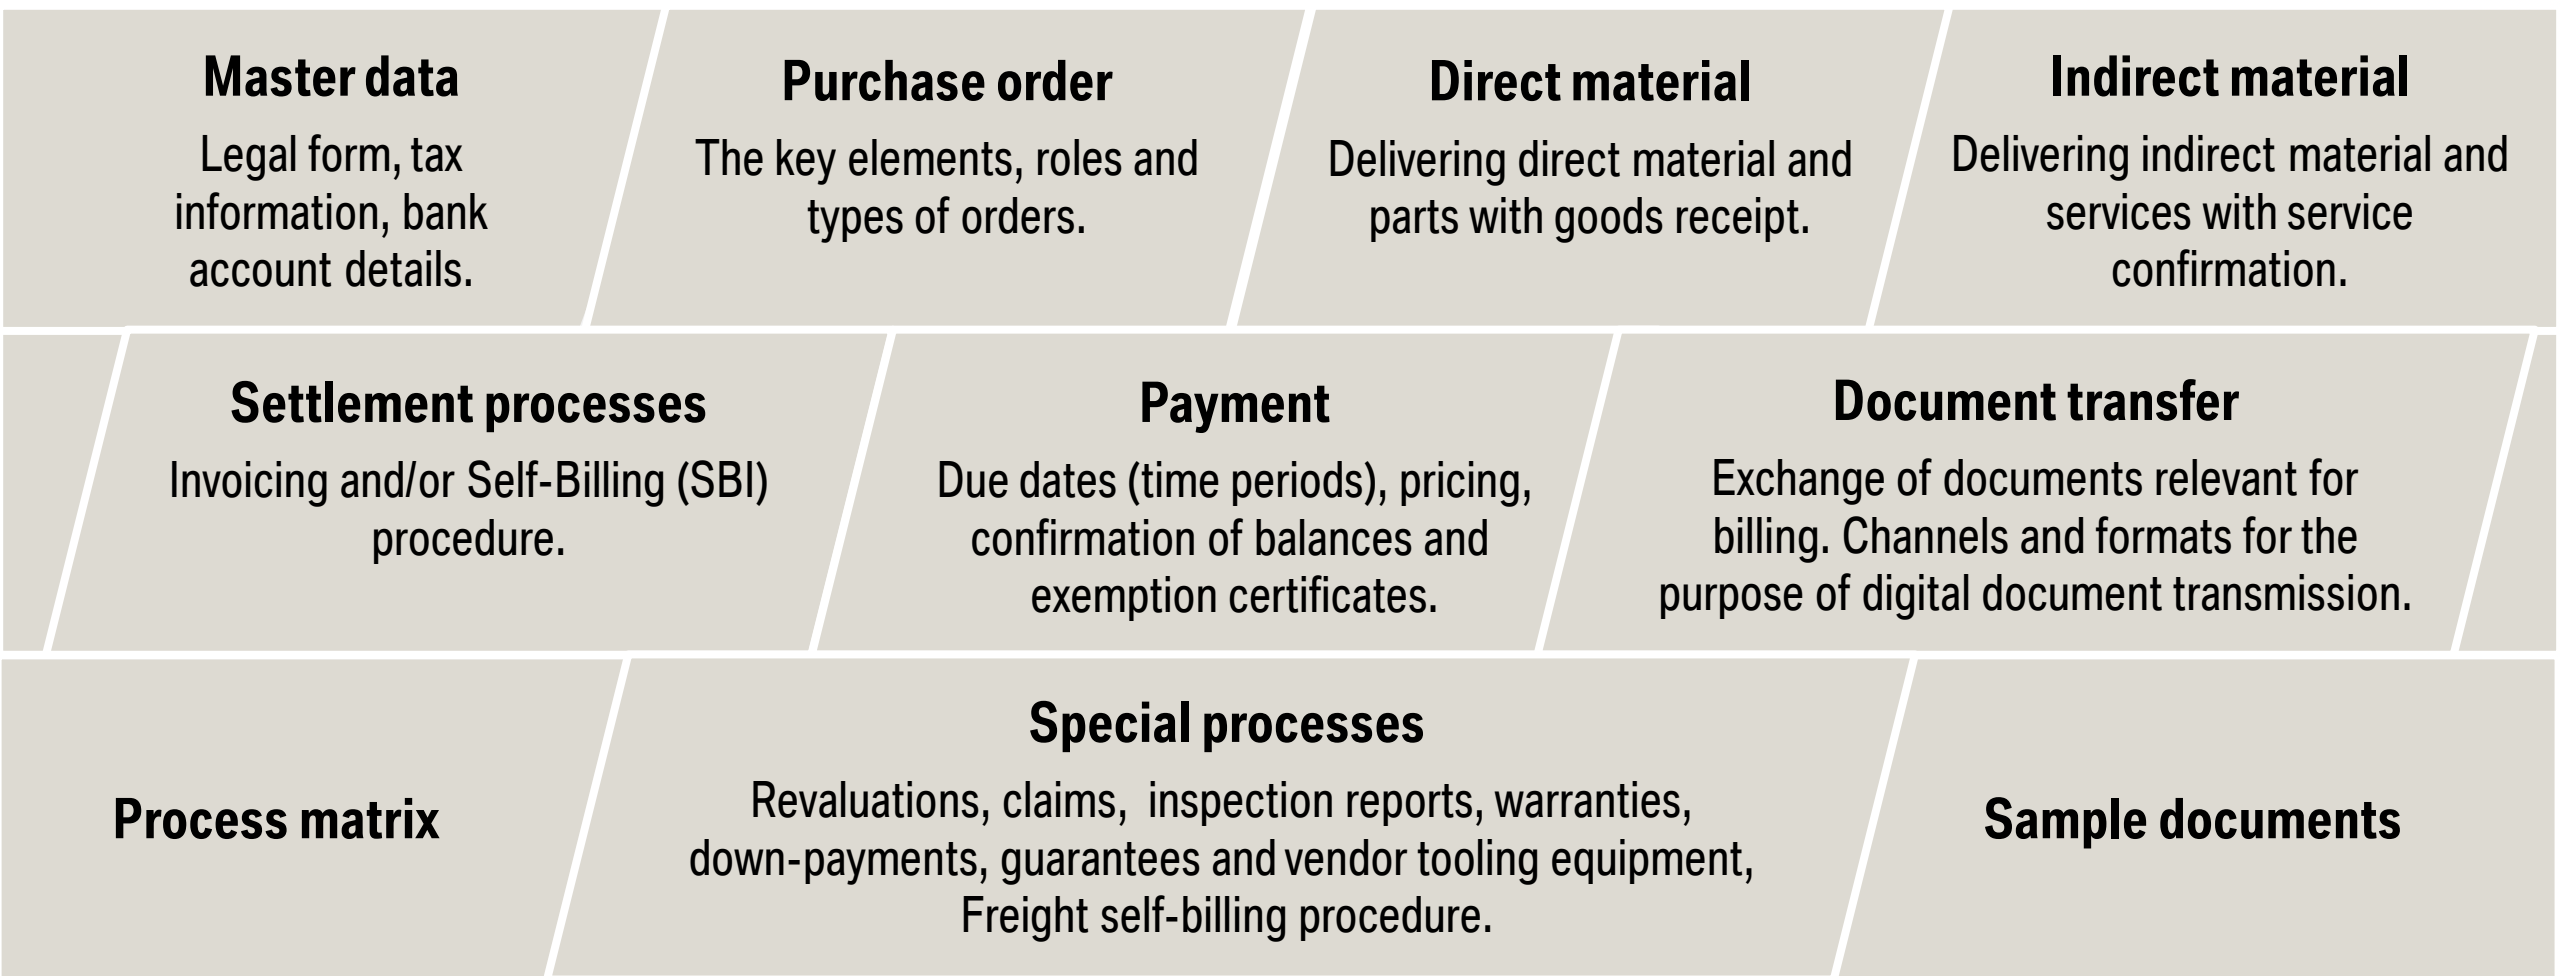 Master data
Legal form, tax
information, bank
account details.
Purchase order
The key elements, roles and
types of orders.
Direct material
Delivering direct material and
parts with goods receipt.
Indirect material
Delivering indirect material and
services with service
confirmation.
Settlement processes
Invoicing and/or Self-Billing (SBI)
procedure.
Payment
Due dates (time periods), pricing,
confirmation of balances and
exemption certificates.
Document transfer
Exchange of documents relevant for
billing. Channels and formats for the
purpose of digital document transmission.
Process matrix
Special processes
Revaluations, claims,  inspection reports, warranties,
down-payments, guarantees and vendor tooling equipment,
Freight self-billing procedure.
Sample documents